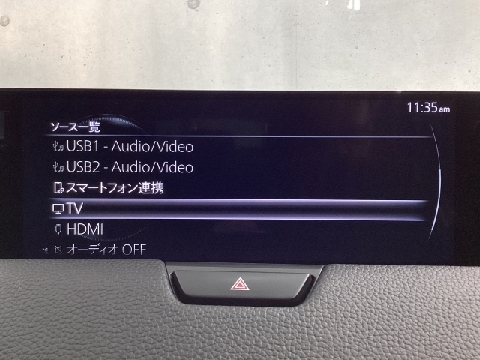 11:35am
ソース一覧
USB1 - Audio/Video
USB2 - Audio/Video
スマートフォン連携
TV
HDMI
オーディオ OFF